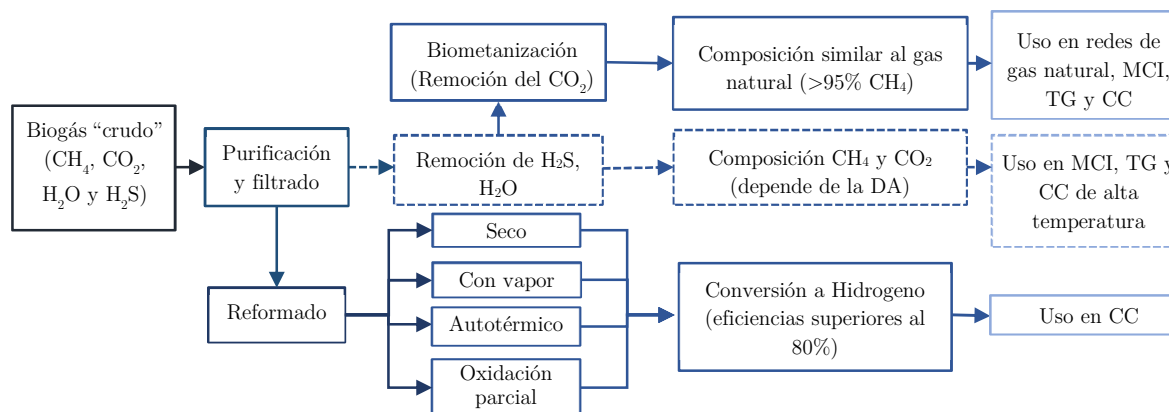 Biogás “crudo”
(CH₄, CO₂,
H₂O y H₂S)
Purificación
y filtrado
Biometanización
(Remoción del CO₂)
Composición similar al gas
natural (>95% CH₄)
Uso en redes de
gas natural, MCI,
TG y CC
Remoción de H₂S,
H₂O
Composición CH₄ y CO₂
(depende de la DA)
Uso en MCI, TG y
CC de alta
temperatura
Reformado
Seco
Con vapor
Autotérmico
Oxidación
parcial
Conversión a Hidrogeno
(eficiencias superiores al
80%)
Uso en CC